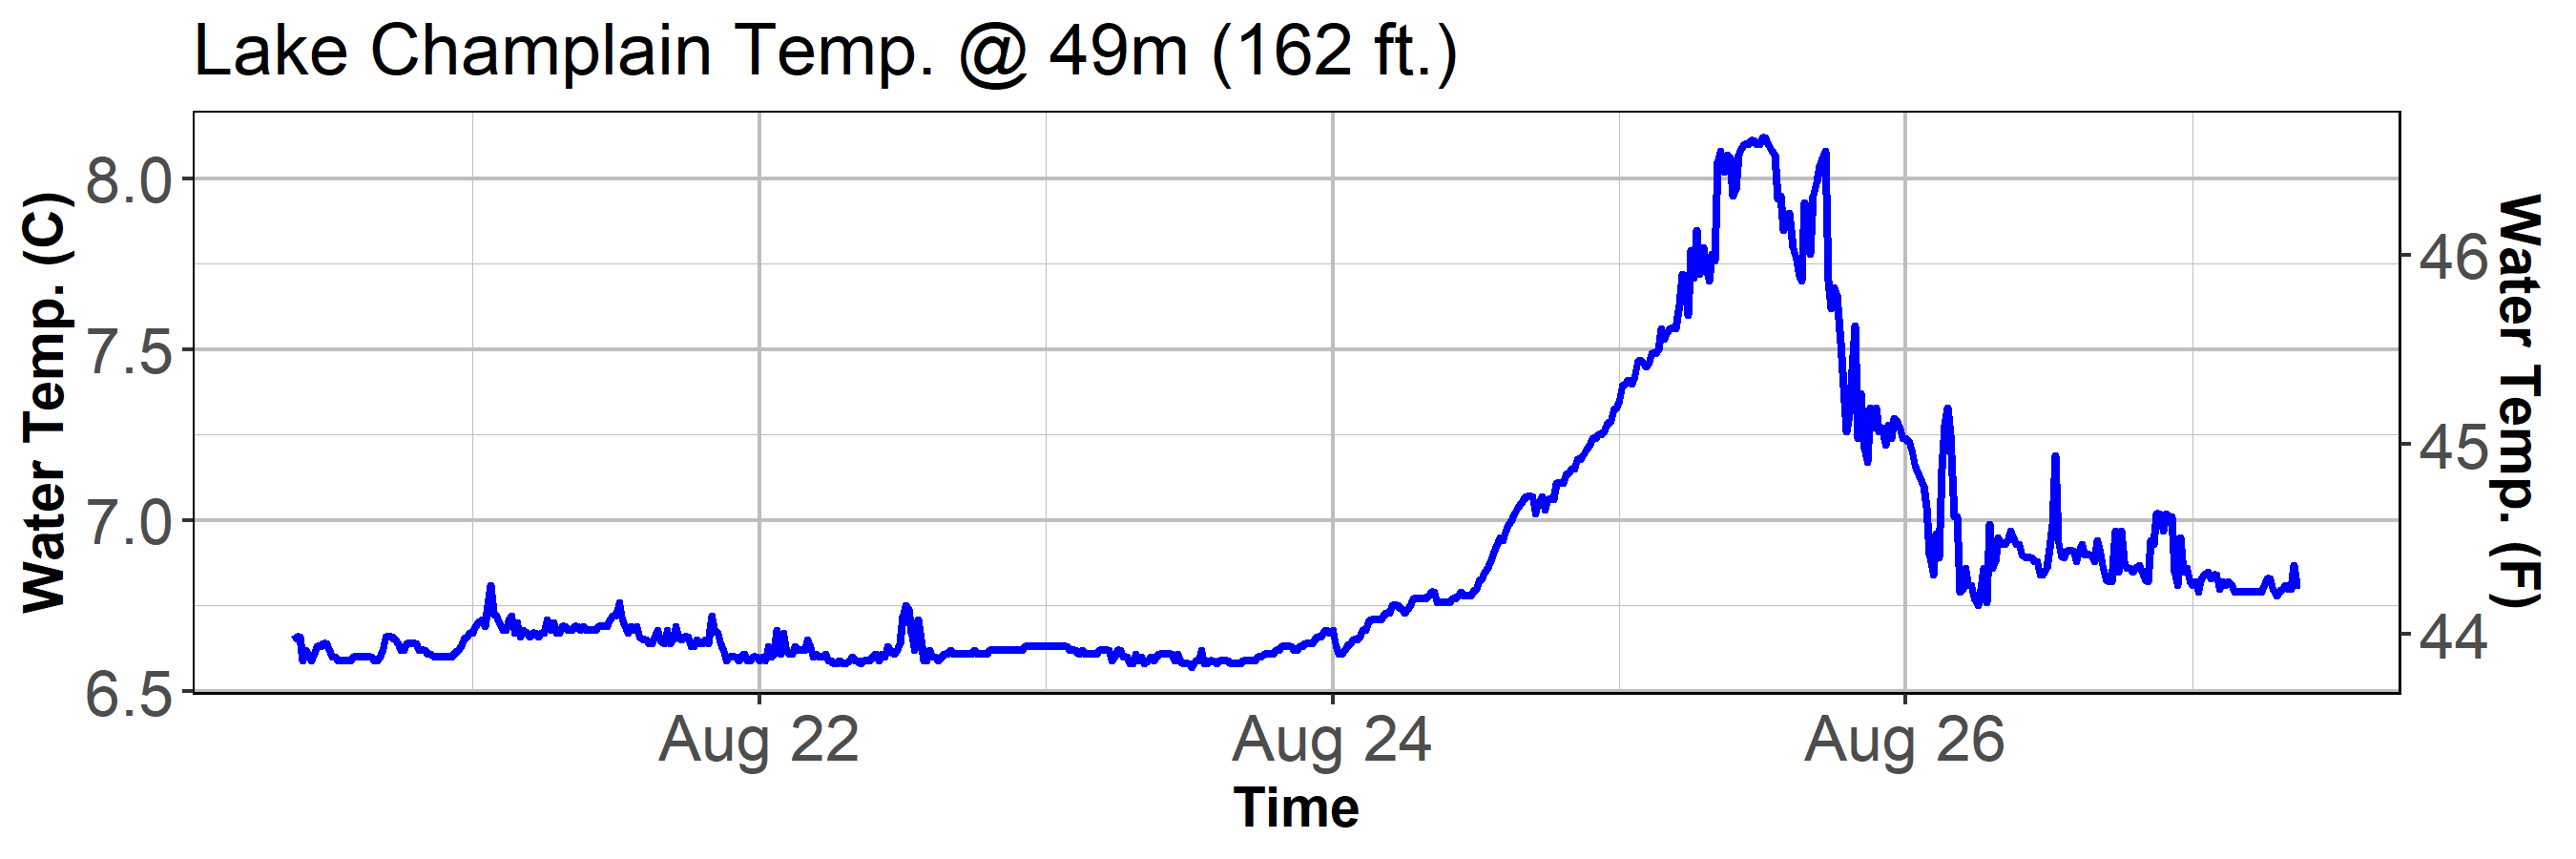 Lake Champlain Temp. @ 49m (162 ft.)
Water Temp. (C)
8.0
7.5
7.0
6.5
46
45
44
Water Temp. (F)
Aug 22 Aug 24 Aug 26
Time